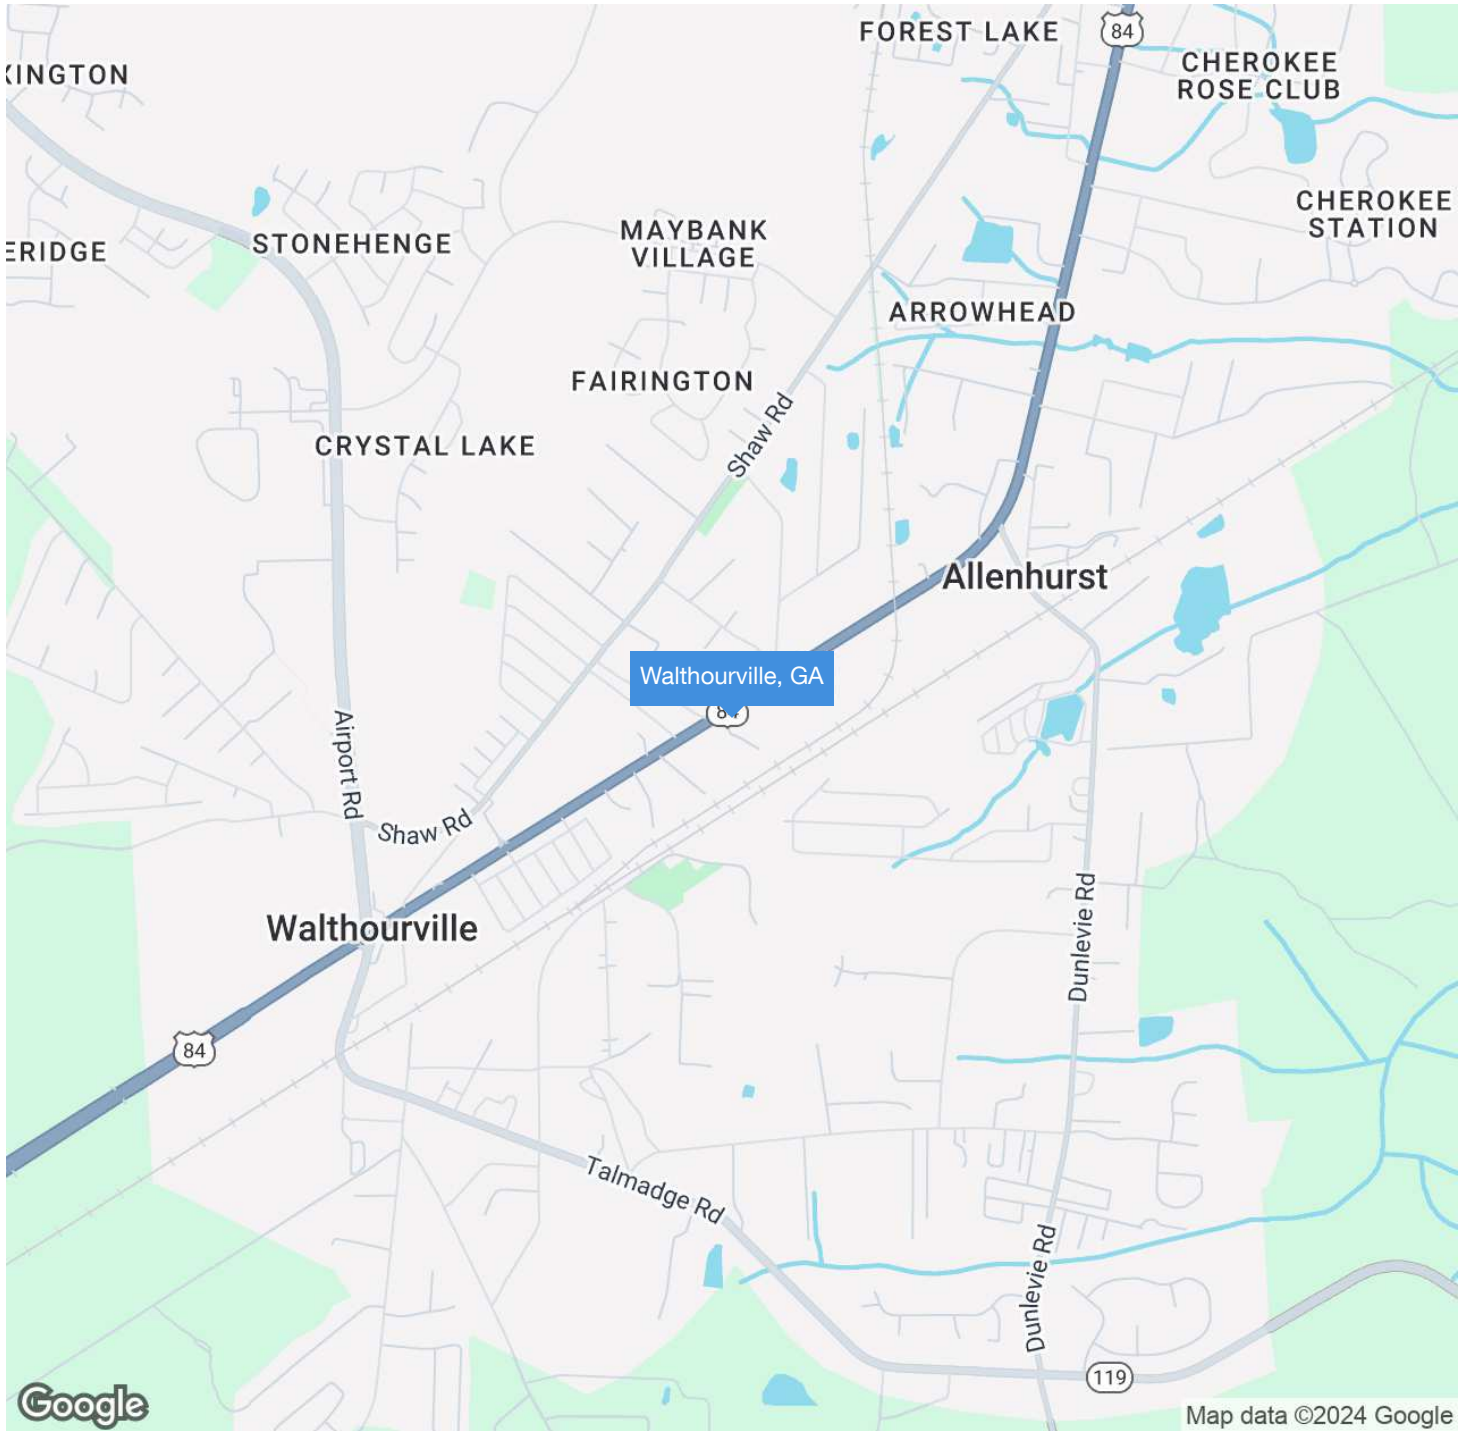 FOREST LAKE
84
CHEROKEE
ROSE CLUB
KINGTON
CHEROKEE
STATION
MAYBANK
VILLAGE
STONEHENGE
ERIDGE
ARROWHEAD
FAIRINGTON
Shaw Rd
CRYSTAL LAKE
Allenhurst
Walthourville, GA
84
Airport Rd
Shaw Rd
Walthourville
Dunlevie Rd
84
Talmadge Rd
Dunlevie Rd
119
Google
Map data ©2024 Google